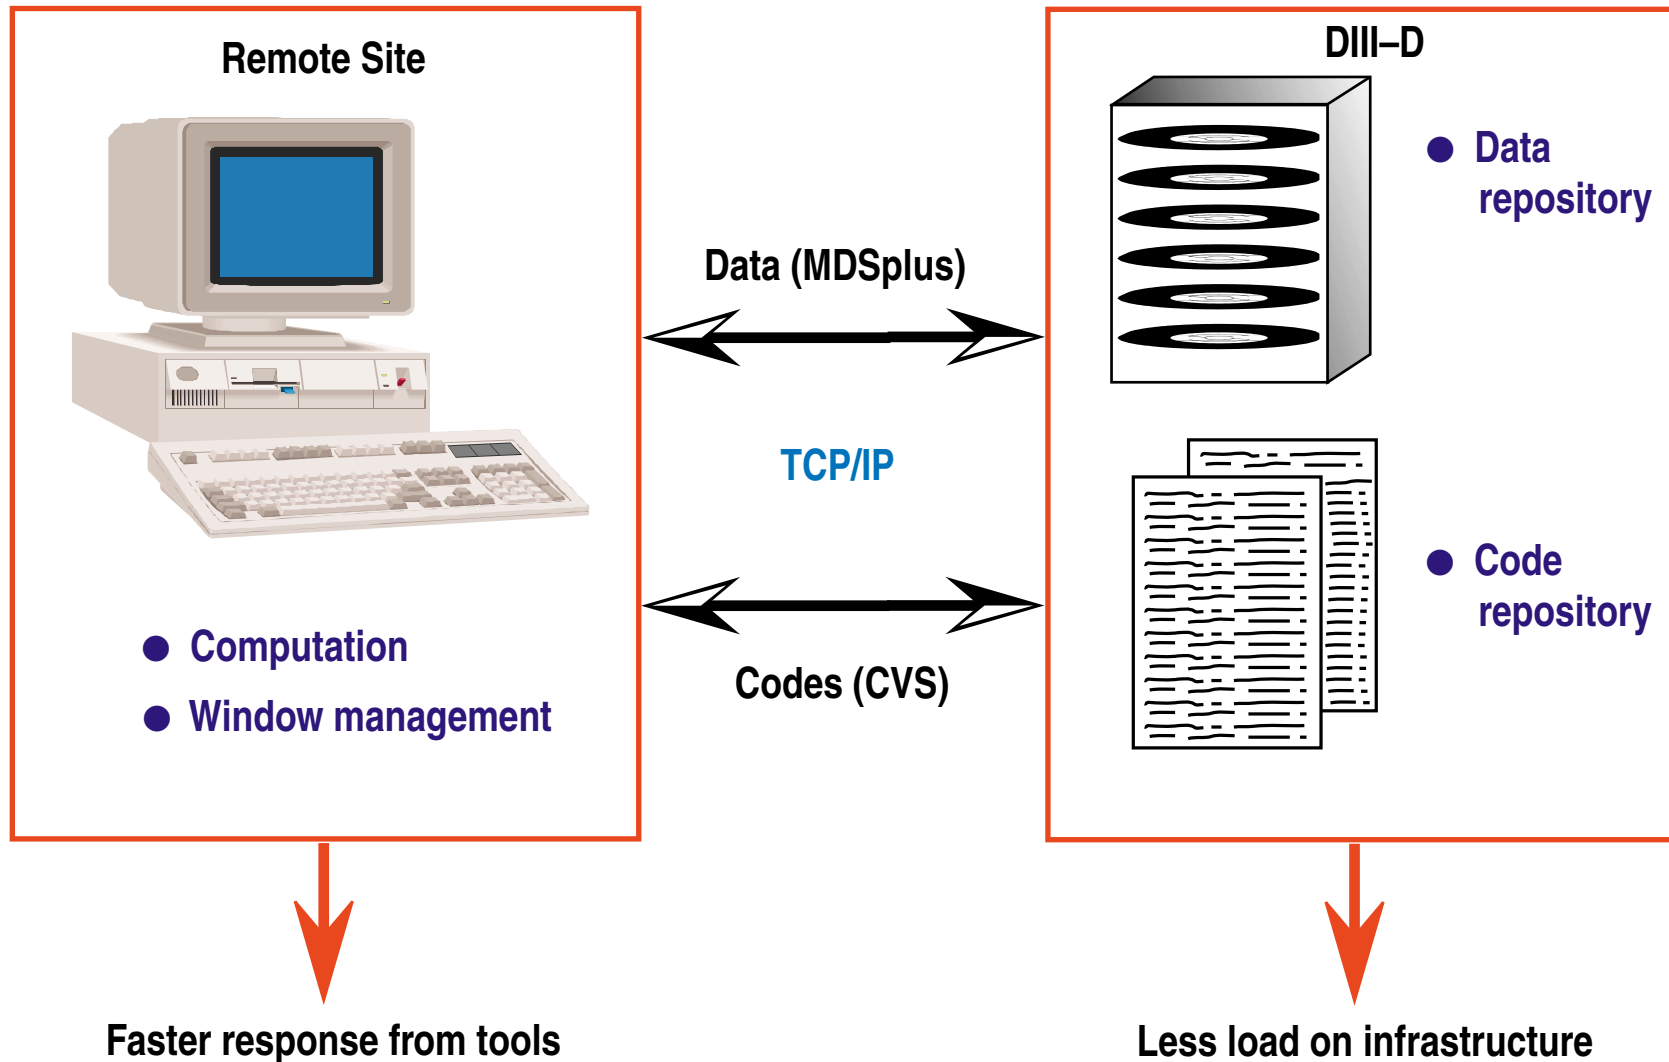 Remote Site
● Computation
● Window management
Data (MDSplus)
TCP/IP
Codes (CVS)
DIII–D
● Data
repository
● Code
repository
Faster response from tools
Less load on infrastructure